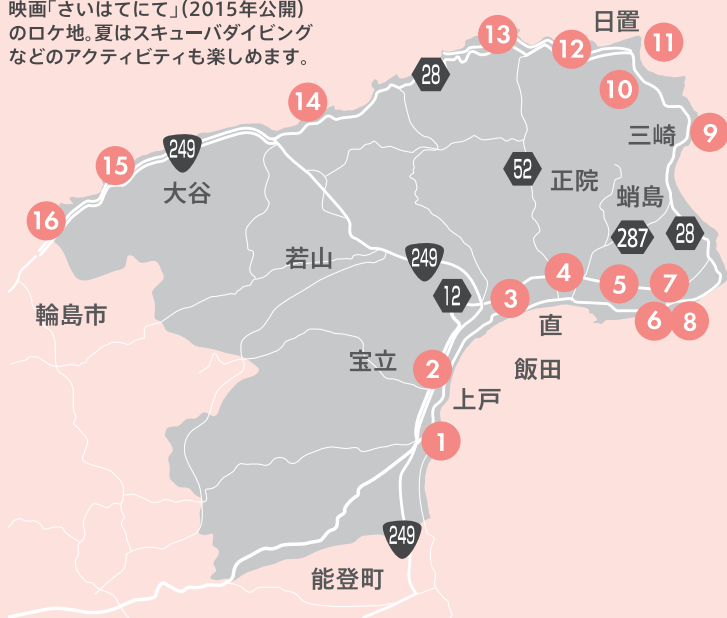 映画「さいはてにて」（2015年公開）
のロケ地。夏はスキューバダイビング
などのアクティビティも楽しめます。
日置
13
12
11
28
10
14
三崎
9
249
15
52
正院
大谷
蛸島
16
287
28
若山
249
4
5
7
12
3
輪島市
直
6
8
宝立
2
飯田
上戸
1
249
能登町